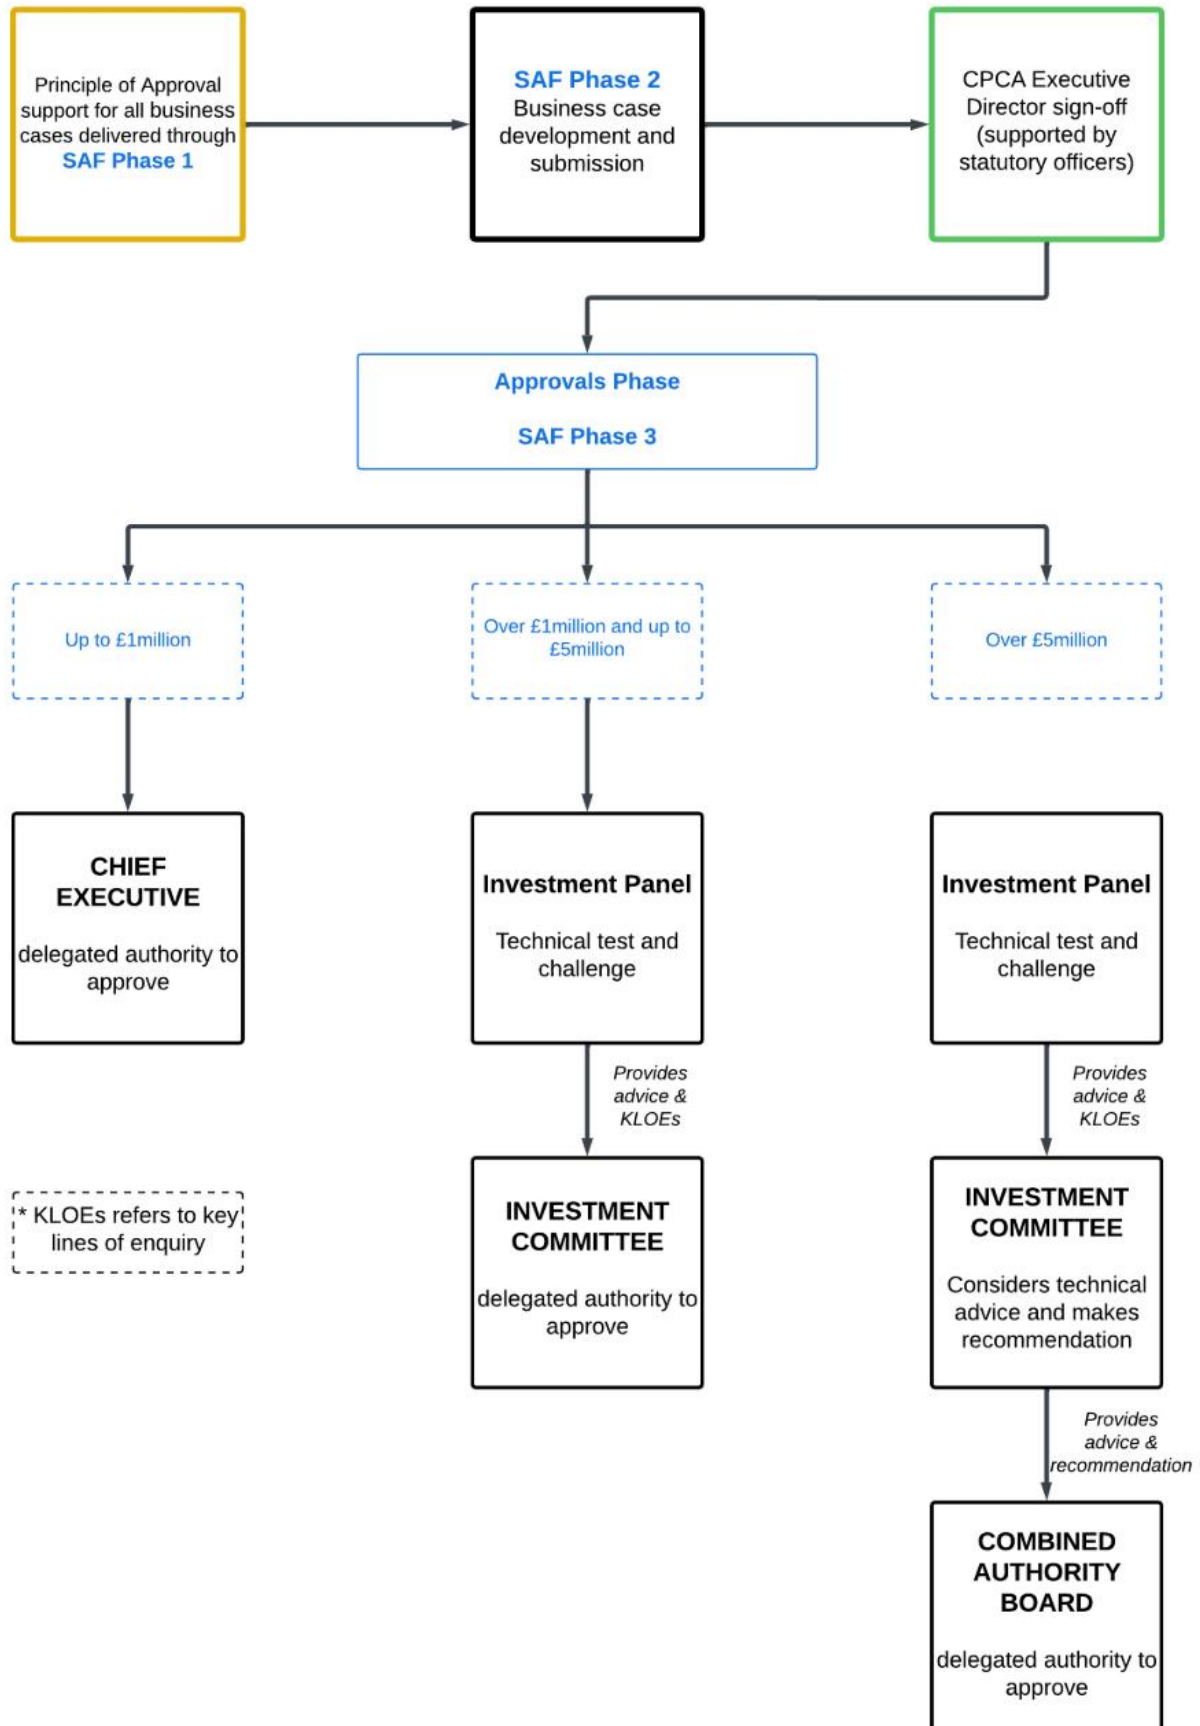 Principle of Approval
support for all business
cases delivered through
SAF Phase 1
SAF Phase 2
Business case
development and
submission
CPCA Executive
Director sign-off
(supported by
statutory officers)
Approvals Phase
SAF Phase 3
Up to £1million
Over £1million and up to
£5million
Over £5million
CHIEF
EXECUTIVE
delegated authority to
approve
Investment Panel
Technical test and
challenge
Investment Panel
Technical test and
challenge
Provides
advice &
KLOEs
Provides
advice &
KLOEs
* KLOEs refers to key
lines of enquiry
INVESTMENT
COMMITTEE
delegated authority to
approve
INVESTMENT
COMMITTEE
Considers technical
advice and makes
recommendation
Provides
advice &
recommendation
COMBINED
AUTHORITY
BOARD
delegated authority to
approve